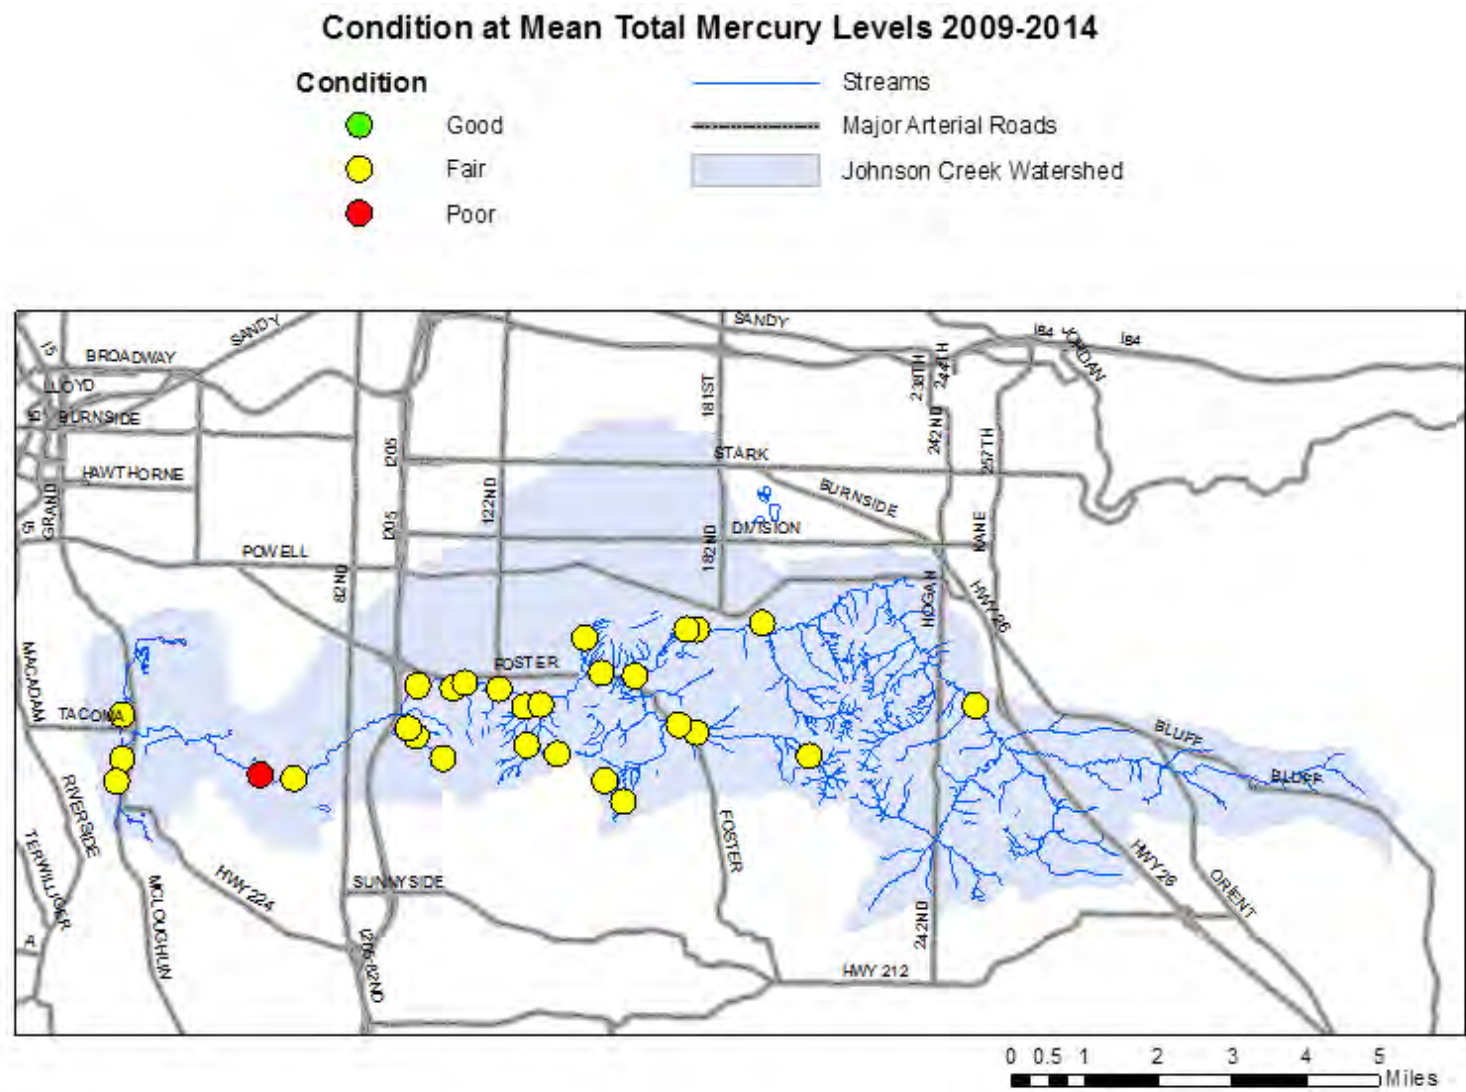 Condition at Mean Total Mercury Levels 2009-2014
Condition
Good
Fair
Poor
Streams
Major Arterial Roads
Johnson Creek Watershed
I5
BROADWAY
SANDY
SANDY
I84
JORDAN
I84
LLOYD
I5
BURNSIDE
238TH
244TH
181ST
242ND
257TH
HAWTHORNE
I205
STARK
GRAND
I5
122ND
I205
BURNSIDE
DIVISION
KANE
POWELL
82ND
182ND
HOGAN
HWY 26
MACADAM
TACOMA
FOSTER
BLUFF
BLUFF
RIVERSIDE
TERWILLIGER
FOSTER
HWY 26
ORIENT
MCLOUGHLIN
HWY 224
SUNNYSIDE
242ND
A
I205-82ND
HWY 212
0 0.5 1 2 3 4 5
Miles